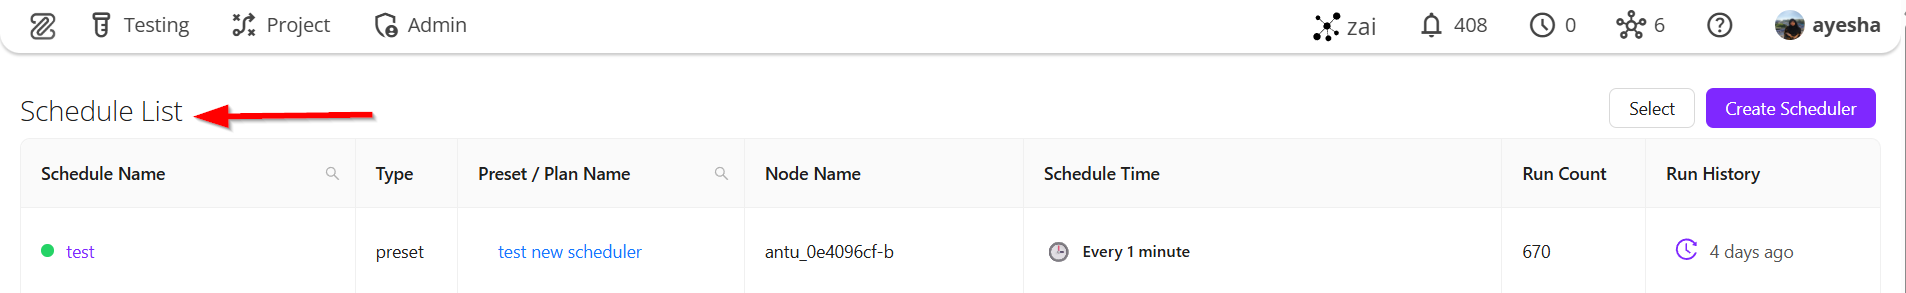 Testing Project Admin zai 408 0 6 ayesha
Schedule List Select Create Scheduler
Schedule Name Type Preset / Plan Name Node Name Schedule Time Run Count Run History
test preset test new scheduler antu_0e4096cf-b Every 1 minute 670 4 days ago